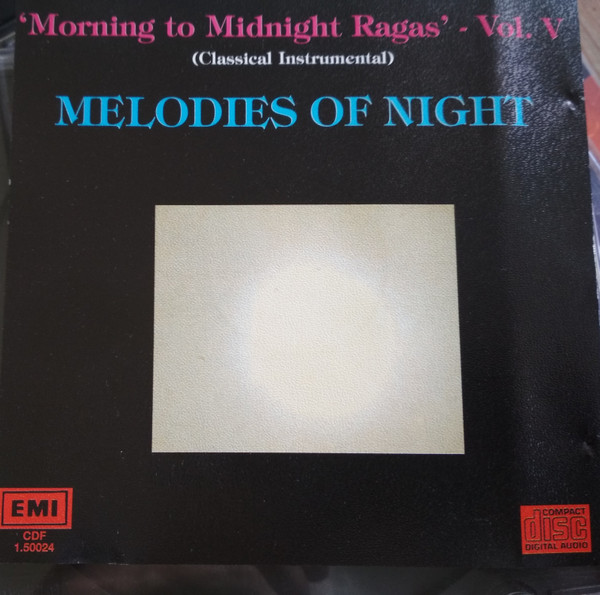 'Morning to Midnight Ragas' - Vol. V
(Classical Instrumental)
MELODIES OF NIGHT
EMI
CDF
1.50024
COMPACT
disc
DIGITAL AUDIO